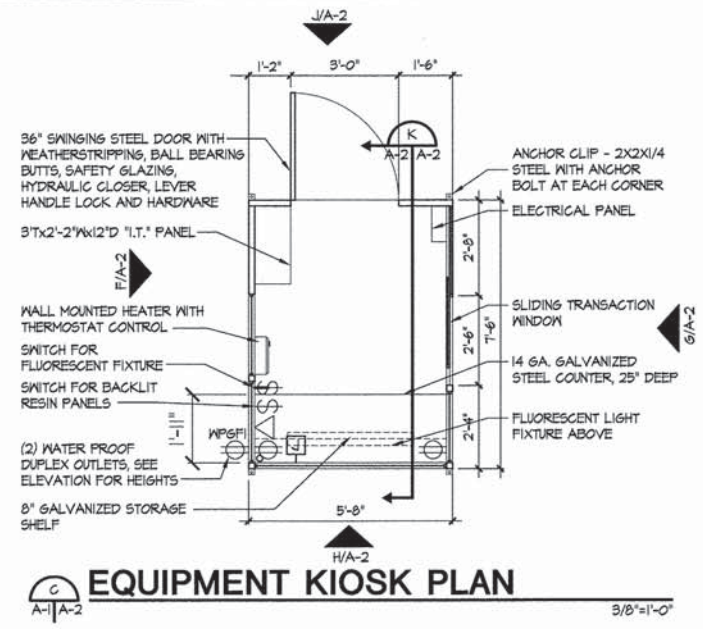 J/A-2
1'-2" 3'-0" 1'-6"
K
A-2 A-2
36" SWINGING STEEL DOOR WITH
WEATHERSTRIPPING, BALL BEARING
BUTTS, SAFETY GLAZING,
HYDRAULIC CLOSER, LEVER
HANDLE LOCK AND HARDWARE
3'Tx2'-2"Wx12"D "I.T." PANEL
F/A-2
WALL MOUNTED HEATER WITH
THERMOSTAT CONTROL
SWITCH FOR
FLUORESCENT FIXTURE
SWITCH FOR BACKLIT
RESIN PANELS
1'-11"
WPGFI
(2) WATER PROOF
DUPLEX OUTLETS, SEE
ELEVATION FOR HEIGHTS
8" GALVANIZED STORAGE
SHELF
ANCHOR CLIP - 2X2X1/4
STEEL WITH ANCHOR
BOLT AT EACH CORNER
ELECTRICAL PANEL
2'-8"
SLIDING TRANSACTION
WINDOW
2'-6"
7'-6"
G/A-2
14 GA. GALVANIZED
STEEL COUNTER, 25" DEEP
2'-4"
FLUORESCENT LIGHT
FIXTURE ABOVE
5'-8"
H/A-2
C
A-1 A-2
EQUIPMENT KIOSK PLAN
3/8"=1'-0"